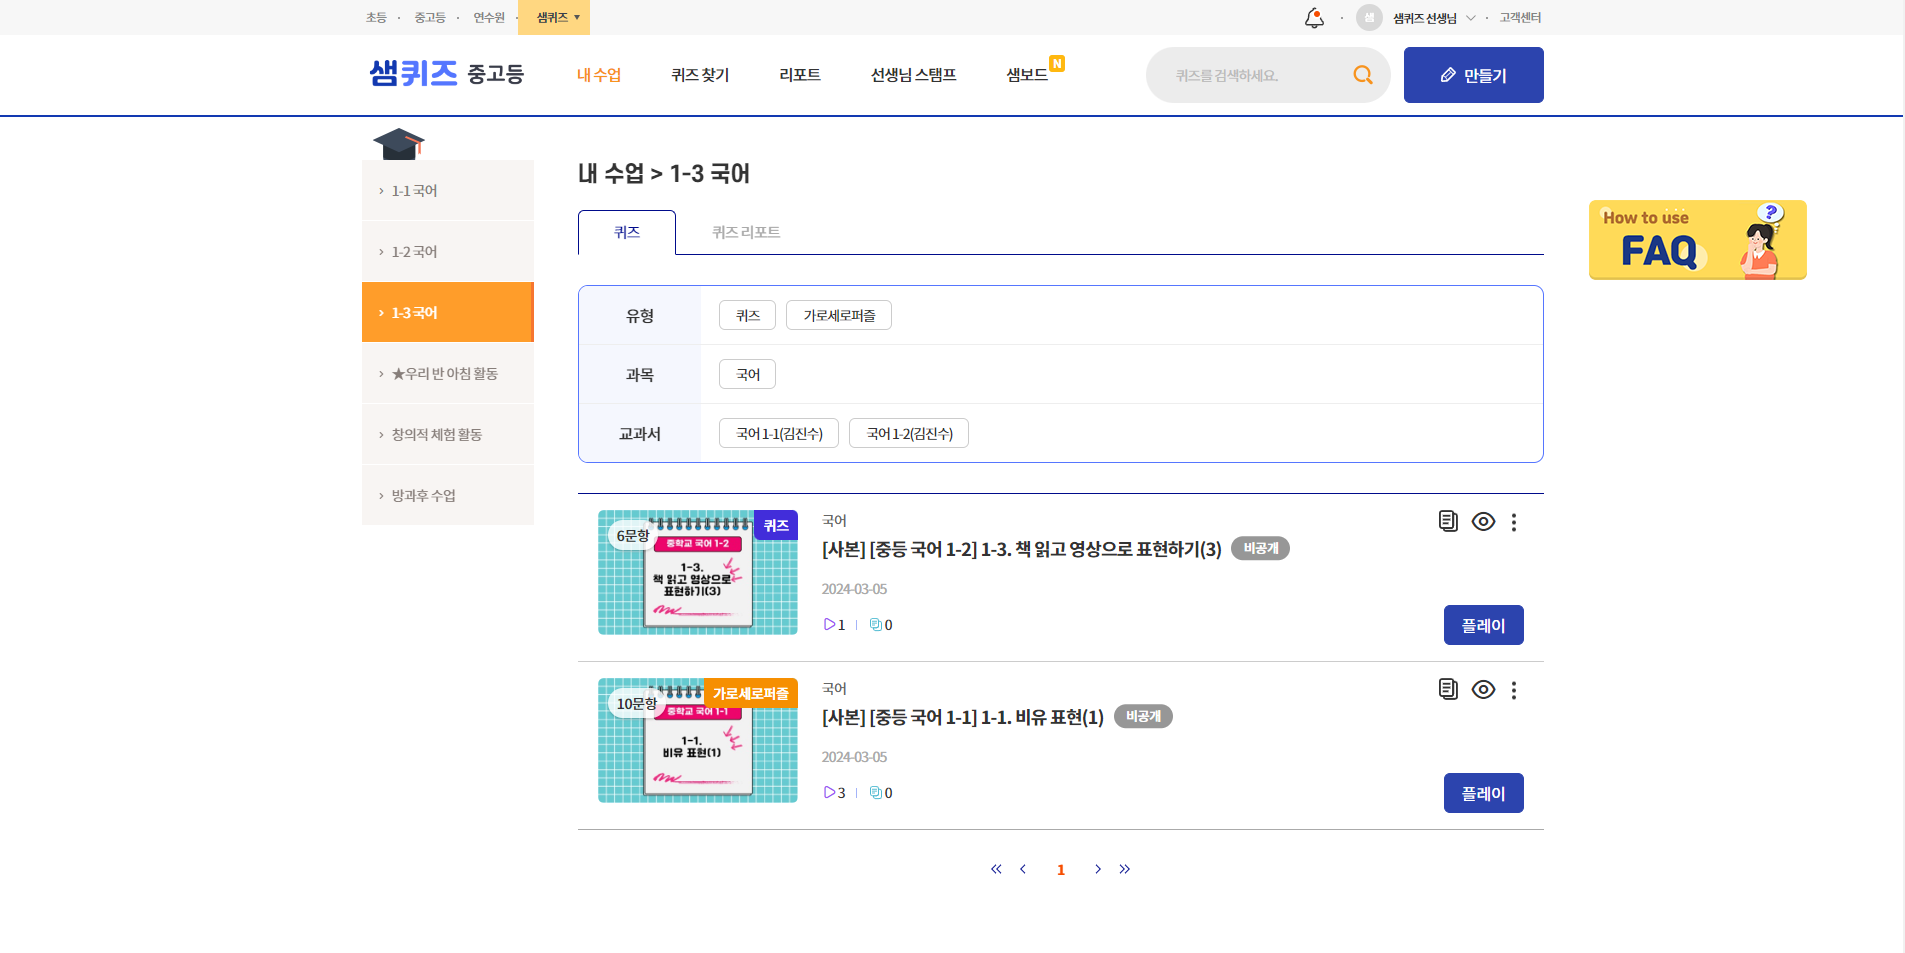 초등 · 중고등 · 연수원 · 샘퀴즈 ▼
· 샘 샘퀴즈 선생님 · 고객센터
샘퀴즈 중고등
내 수업 퀴즈 찾기 리포트 선생님 스탬프 샘보드 N
퀴즈를 검색하세요.
만들기
› 1-1 국어
› 1-2 국어
› 1-3 국어
› ★우리 반 아침 활동
› 창의적 체험 활동
› 방과후 수업
내 수업 > 1-3 국어
퀴즈 퀴즈 리포트
How to use
FAQ
?
유형 퀴즈 가로세로퍼즐
과목 국어
교과서 국어 1-1(김진수) 국어 1-2(김진수)
6문항 퀴즈
중학교 국어 1-2
1-3.
책 읽고 영상으로
표현하기(3)
국어
[사본] [중등 국어 1-2] 1-3. 책 읽고 영상으로 표현하기(3) 비공개
2024-03-05
1 | 0
플레이
10문항 가로세로퍼즐
중학교 국어 1-1
1-1.
비유 표현(1)
국어
[사본] [중등 국어 1-1] 1-1. 비유 표현(1) 비공개
2024-03-05
3 | 0
플레이
« ‹ 1 › »